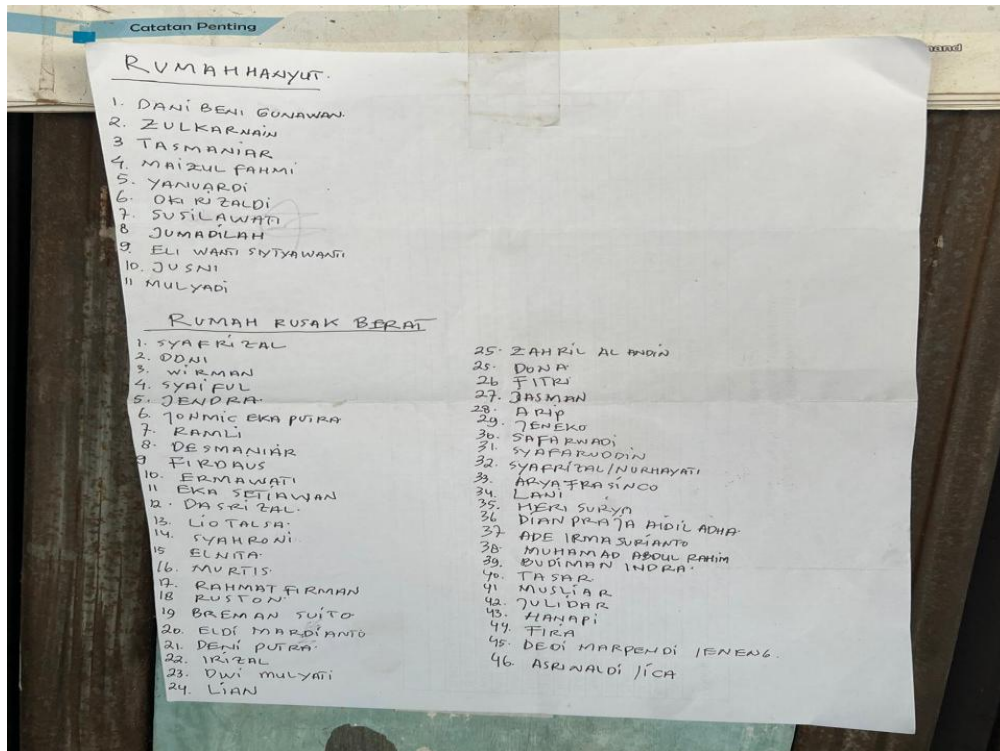 Catatan Penting
RUMAH HANYUT.
1. DANI BENI GUNAWAN.
2. ZULKARNAIN
3 TASMANIAR
4. MAIZUL FAHMI
5. YANUARDI
6. OKI RIZALDI
7. SUSILAWATI
8 JUMADILAH
9. ELI WANTI SNTYAWANTI
10. JUSNI
11 MULYADI
RUMAH RUSAK BERAT
1. SYAFRIZAL
2. DONI
3. WIRMAN
4. SYAIFUL
5. JENDRA
6. JONMIC EKA PUTRA
7. RAMLI
8. DESMANIAR
9 FIRDAUS
10. ERMAWATI
11 EKA SETIAWAN
12. DASRIZAL.
13. LIOTALSA.
14. SYAHRONI
15 ELNITA
16. MURTIS
17. RAHMAT FIRMAN
18 RUSTON
19 BREMAN SUITO
20. ELDI MARDIANTO
21. DENI PUTRA
22. IRIZAL
23. DWI MULYATI
24. LIAN
25. ZAHRIL AL ANDIN
25. DONA
26 FITRI
27. JASMAN
28. ARIP
29. JENEKO
30. SAFARWADI
31. SYAFARUDDIN
32. SYAFRIZAL/NURHAYATI
33. ARYA FRASINCO
34. LANI
35. HERI SURYA
36 DIAN PRAJA AIDIL ADHA
37 ADE IRMA SURIANTO
38. MUHAMAD ABDUL RAHIM
39. BUDIMAN INDRA
40. TASAR
41 MUSLIAR
42. JULIDAR
43. HANAPI
44. FIRA
45. DEDI MARPENDI /ENENG.
46. ASRINALDI /ICA